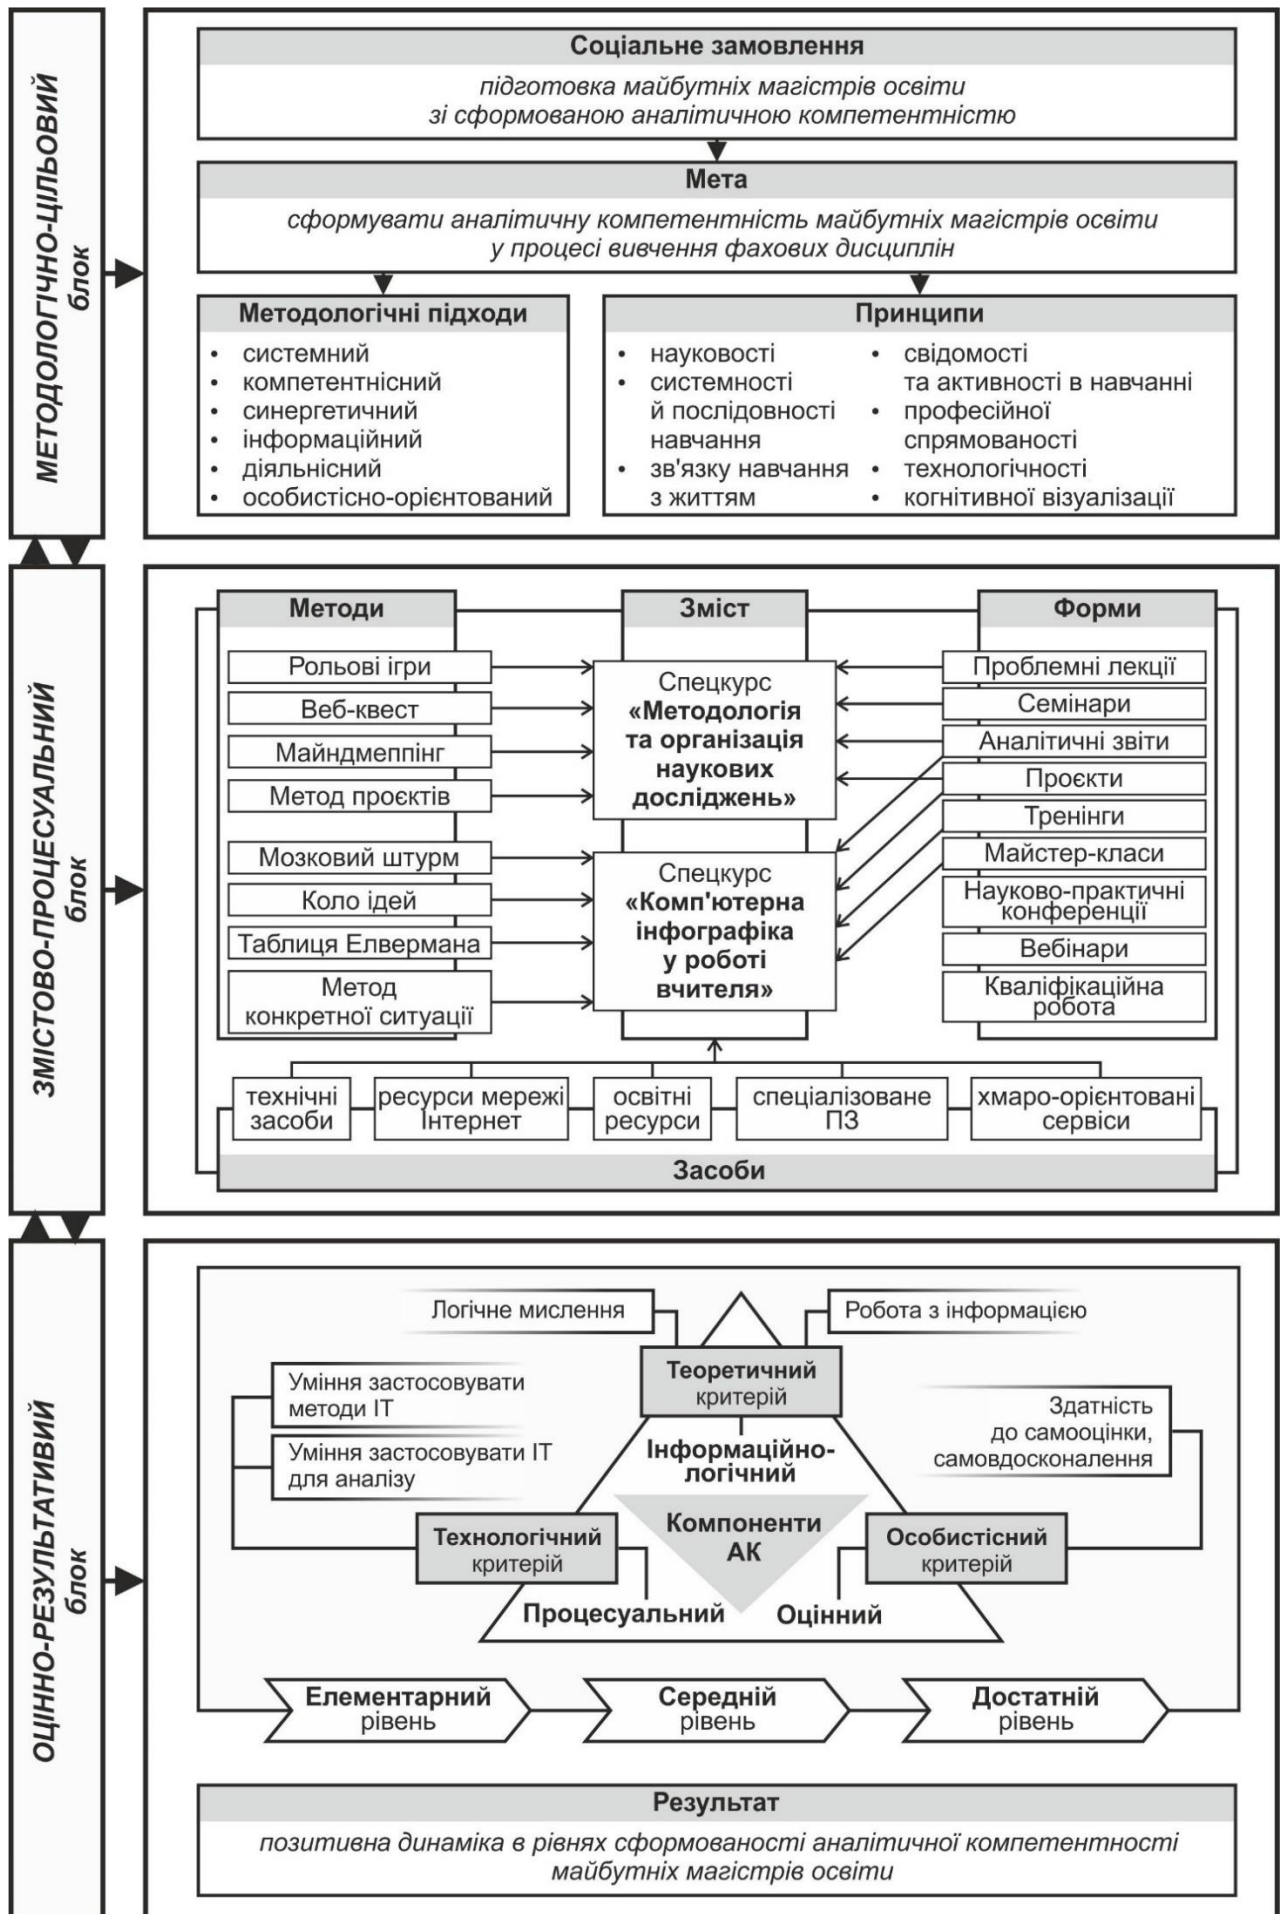 МЕТОДОЛОГІЧНО-ЦІЛЬОВИЙ
блок
Соціальне замовлення
підготовка майбутніх магістрів освіти
зі сформованою аналітичною компетентністю
Мета
сформувати аналітичну компетентність майбутніх магістрів освіти
у процесі вивчення фахових дисциплін
Методологічні підходи
• системний
• компетентнісний
• синергетичний
• інформаційний
• діяльнісний
• особистісно-орієнтований
Принципи
• науковості
• системності
й послідовності
навчання
• зв'язку навчання
з життям
• свідомості
та активності в навчанні
• професійної
спрямованості
• технологічності
• когнітивної візуалізації
ЗМІСТОВО-ПРОЦЕСУАЛЬНИЙ
блок
Методи
Рольові ігри
Веб-квест
Майндмеппінг
Метод проєктів
Мозковий штурм
Коло ідей
Таблиця Елвермана
Метод
конкретної ситуації
Зміст
Спецкурс
«Методологія
та організація
наукових
досліджень»
Спецкурс
«Комп'ютерна
інфографіка
у роботі
вчителя»
Форми
Проблемні лекції
Семінари
Аналітичні звіти
Проєкти
Тренінги
Майстер-класи
Науково-практичні
конференції
Вебінари
Кваліфікаційна
робота
технічні
засоби
ресурси мережі
Інтернет
освітні
ресурси
спеціалізоване
ПЗ
хмаро-орієнтовані
сервіси
Засоби
ОЦІННО-РЕЗУЛЬТАТИВИЙ
блок
Логічне мислення
Робота з інформацією
Теоретичний
критерій
Уміння застосовувати
методи ІТ
Уміння застосовувати ІТ
для аналізу
Здатність
до самооцінки,
самовдосконалення
Інформаційно-
логічний
Технологічний
критерій
Компоненти
АК
Особистісний
критерій
Процесуальний
Оцінний
Елементарний
рівень
Середній
рівень
Достатній
рівень
Результат
позитивна динаміка в рівнях сформованості аналітичної компетентності
майбутніх магістрів освіти